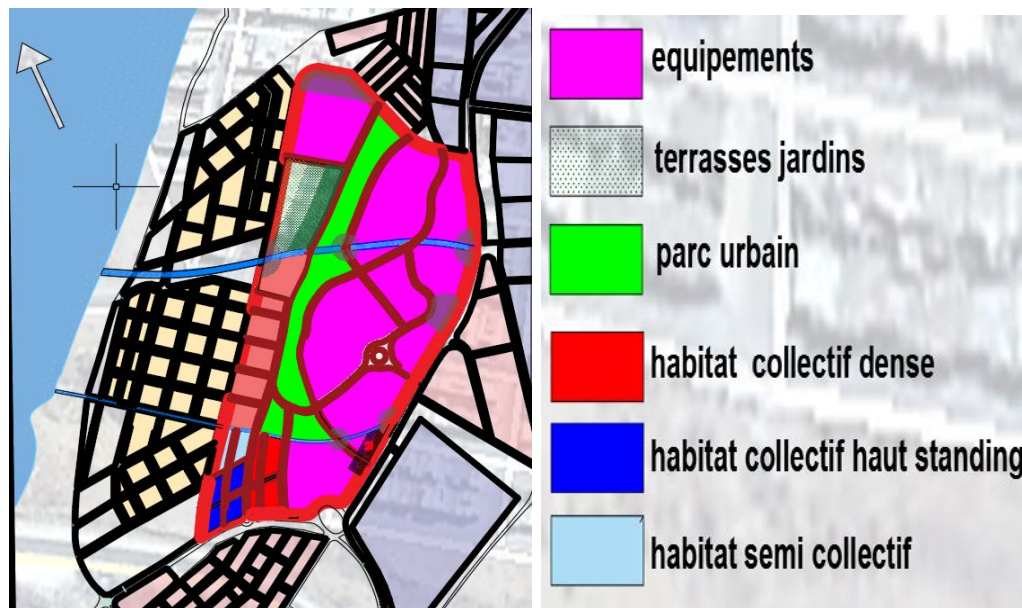 equipements
terrasses jardins
parc urbain
habitat collectif dense
habitat collectif haut standing
habitat semi collectif